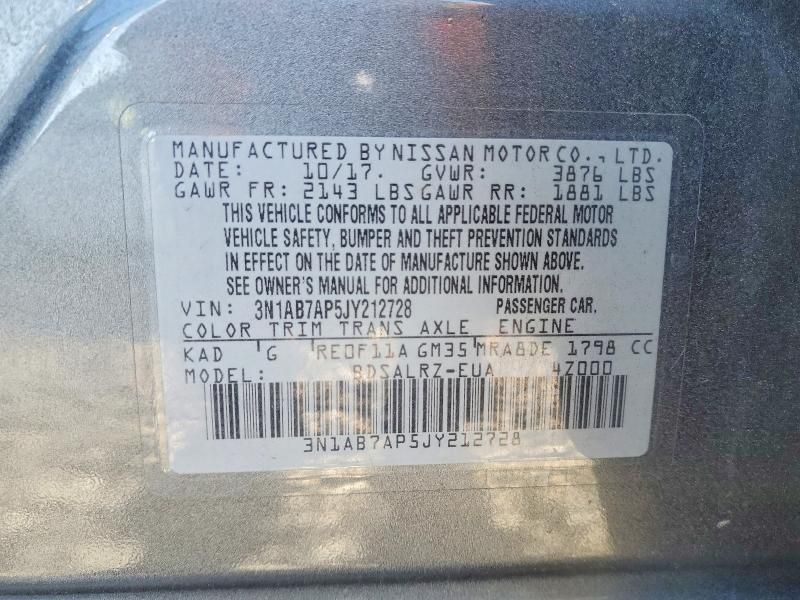 MANUFACTURED BY NISSAN MOTOR CO., LTD.
DATE: 10/17. GVWR: 3876 LBS
GAWR FR: 2143 LBS GAWR RR: 1881 LBS
THIS VEHICLE CONFORMS TO ALL APPLICABLE FEDERAL MOTOR
VEHICLE SAFETY, BUMPER AND THEFT PREVENTION STANDARDS
IN EFFECT ON THE DATE OF MANUFACTURE SHOWN ABOVE.
SEE OWNER'S MANUAL FOR ADDITIONAL INFORMATION.
VIN: 3N1AB7AP5JY212728 PASSENGER CAR.
COLOR TRIM TRANS AXLE ENGINE
KAD G RE0F11A GM35 MRA8DE 1798 CC
MODEL: BDSALRZ-EUA 4Z000
3N1AB7AP5JY212728